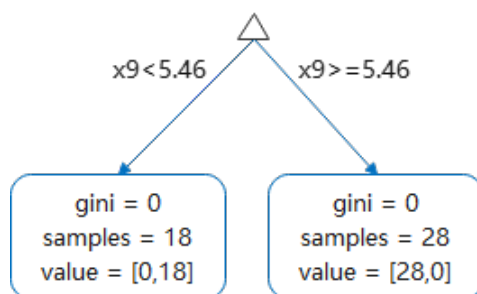 x9<5.46
x9>=5.46
gini = 0
samples = 18
value = [0,18]
gini = 0
samples = 28
value = [28,0]